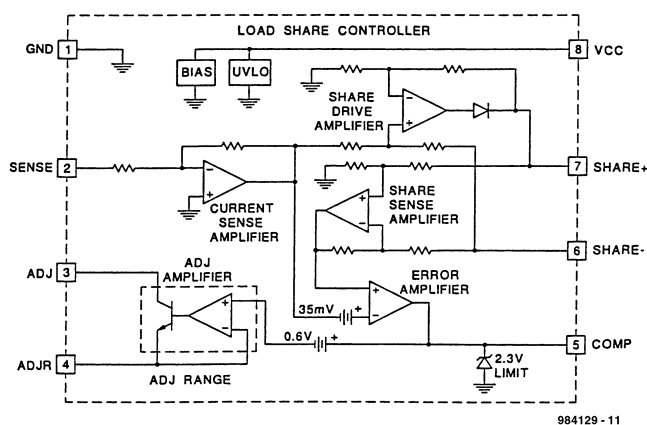 LOAD SHARE CONTROLLER
GND 1
8 VCC
BIAS
UVLO
SHARE
DRIVE
AMPLIFIER
−
+
SENSE 2
−
+
7 SHARE+
CURRENT
SENSE
AMPLIFIER
+
−
SHARE
SENSE
AMPLIFIER
6 SHARE-
ADJ 3
ADJ
AMPLIFIER
+
−
ERROR
AMPLIFIER
+
−
35mV +
0.6V +
5 COMP
ADJR 4
ADJ RANGE
2.3V
LIMIT
984129 - 11